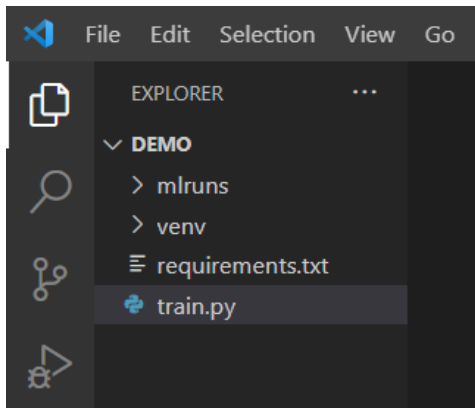 File Edit Selection View Go
EXPLORER ...
DEMO
mlruns
venv
requirements.txt
train.py